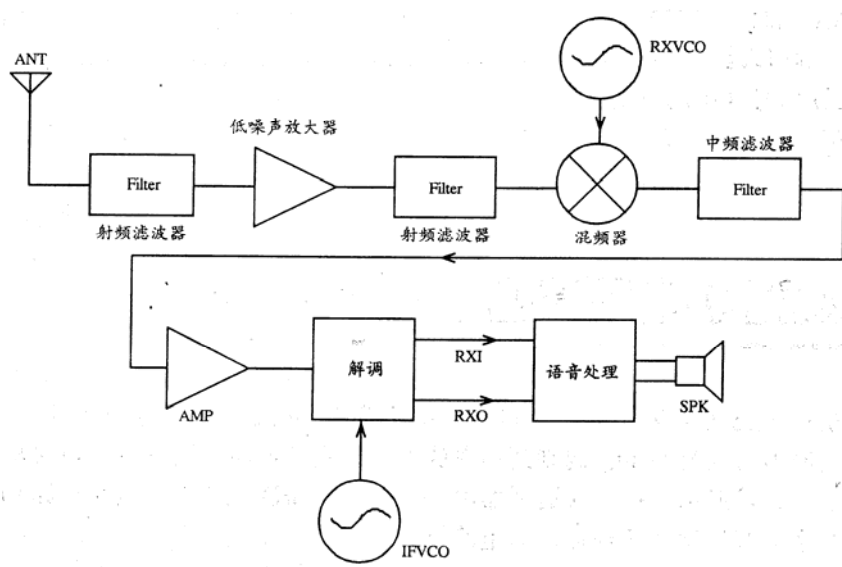 ANT
RXVCO
低噪声放大器
中频滤波器
Filter
Filter
Filter
射频滤波器
射频滤波器
混频器
解调
RXI
语音处理
AMP
RXO
SPK
IFVCO